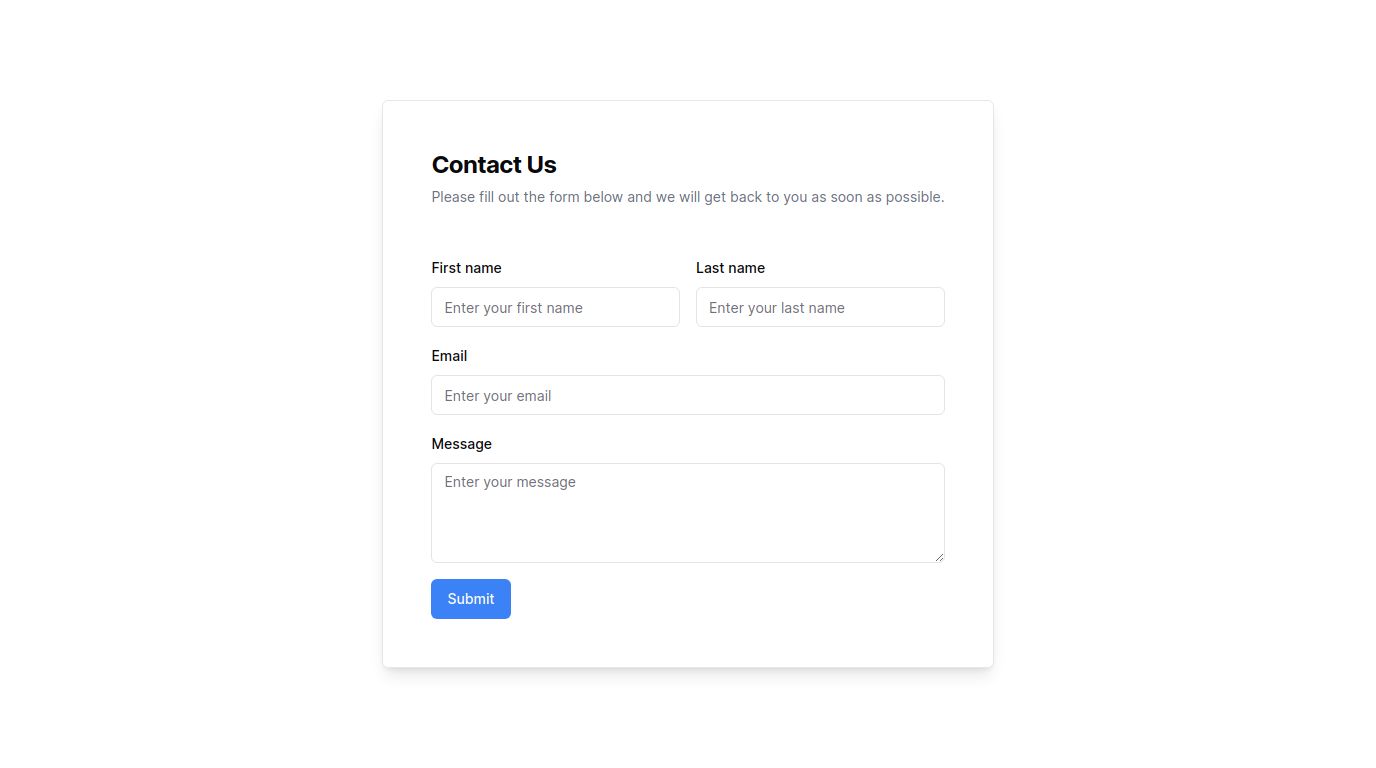 Contact Us
Please fill out the form below and we will get back to you as soon as possible.
First name
Last name
Enter your first name
Enter your last name
Email
Enter your email
Message
Enter your message
Submit